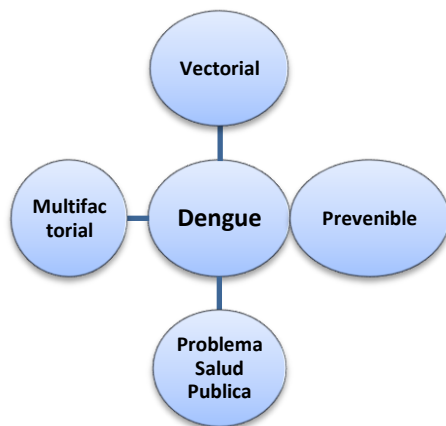 Vectorial
Multifac
torial
Dengue
Prevenible
Problema
Salud
Publica